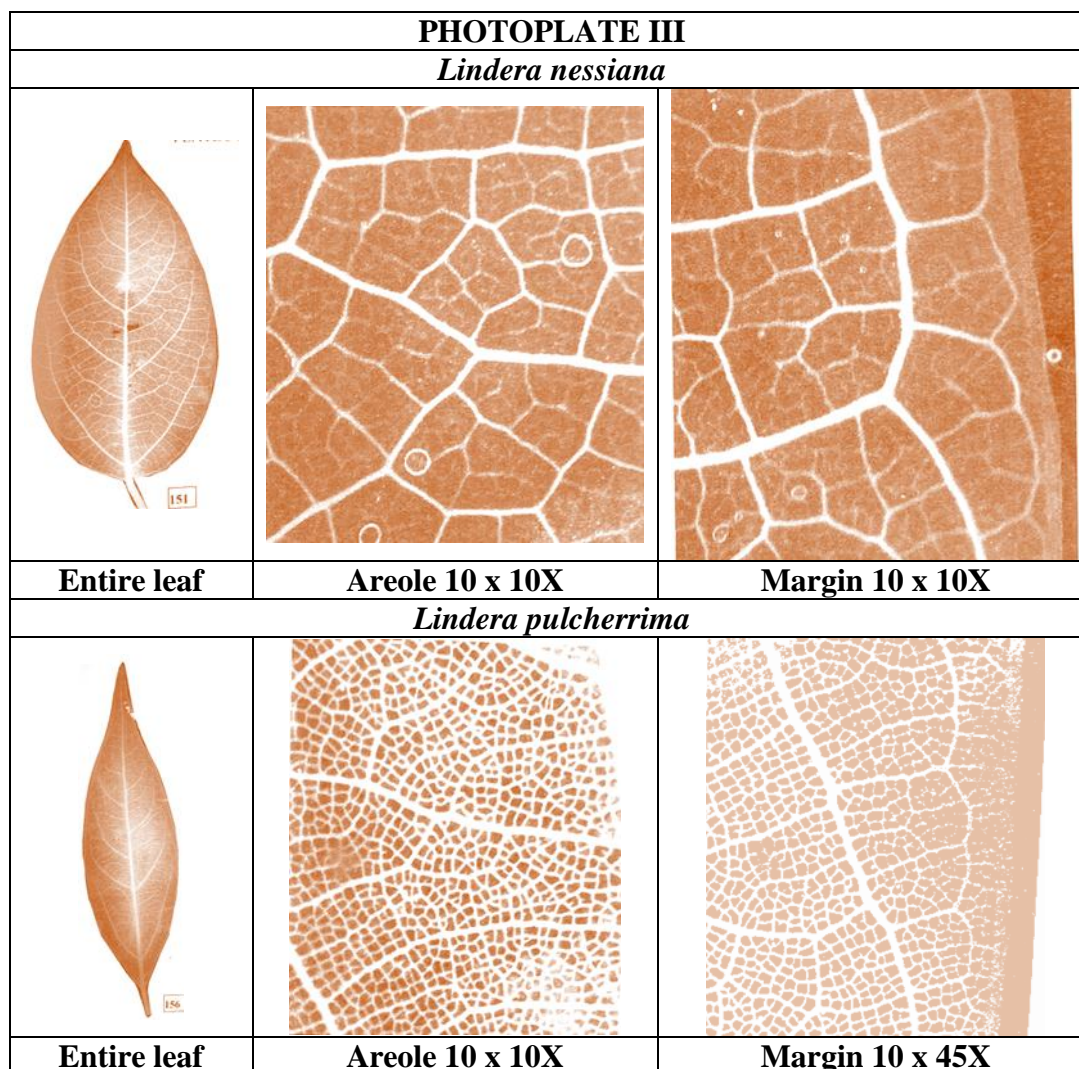 PHOTOPLATE III
Lindera nessiana
151
Entire leaf
Areole 10 x 10X
Margin 10 x 10X
Lindera pulcherrima
156
Entire leaf
Areole 10 x 10X
Margin 10 x 45X